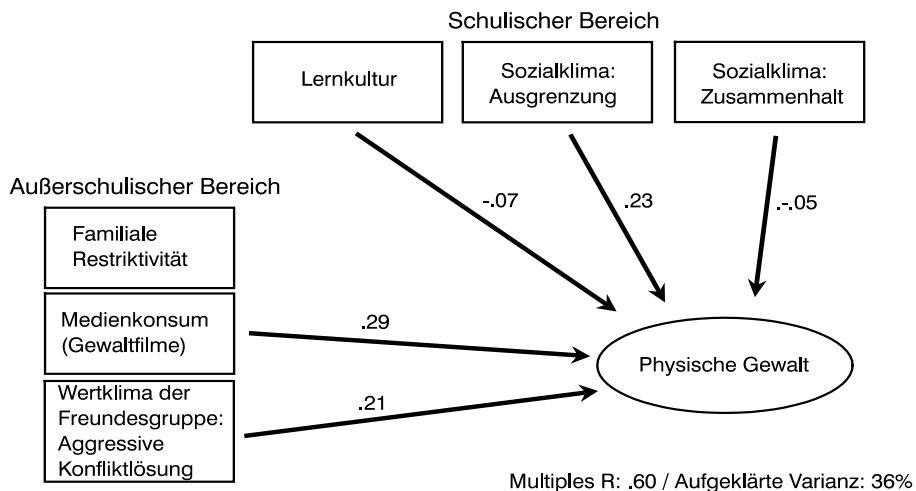 Schulischer Bereich
Lernkultur
Sozialklima:
Ausgrenzung
Sozialklima:
Zusammenhalt
-.07
.23
.-.05
Außerschulischer Bereich
Familiale
Restriktivität
Medienkonsum
(Gewaltfilme)
.29
Wertklima der
Freundesgruppe:
Aggressive
Konfliktlösung
.21
Physische Gewalt
Multiples R: .60 / Aufgeklärte Varianz: 36%